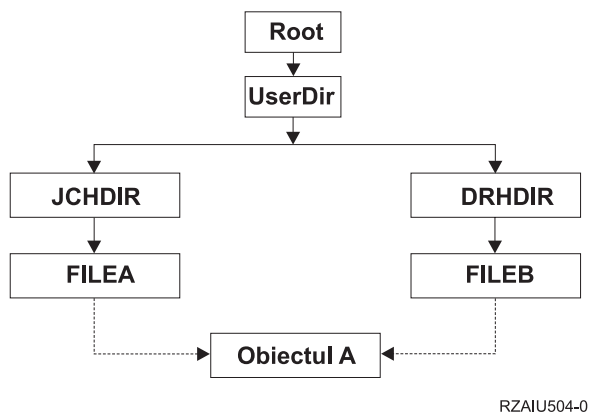 Root
UserDir
JCHDIR
DRHDIR
FILEA
FILEB
Obiectul A
RZAIU504-0